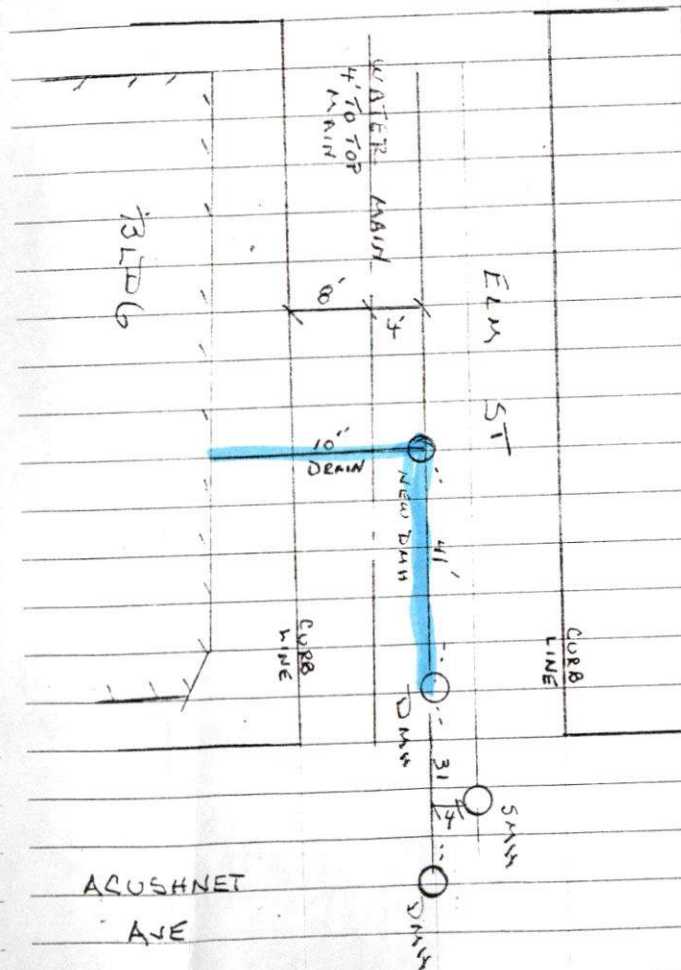 WATER MAIN
4' TO TOP
MAIN
BLDG
8'
4'
ELM ST
10"
DRAIN
NEW DMH
41'
CURB
LINE
CURB
LINE
DMH
31
4'
SMH
DMH
ACUSHNET
AVE